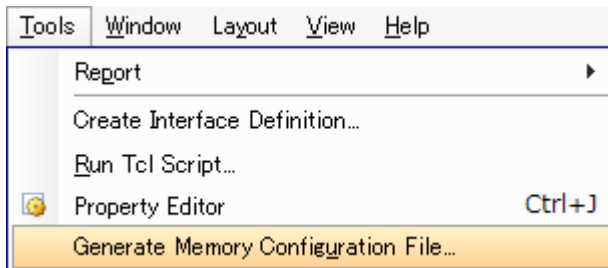 Tools Window Layout View Help
Report
Create Interface Definition...
Run Tcl Script...
Property Editor Ctrl+J
Generate Memory Configuration File...